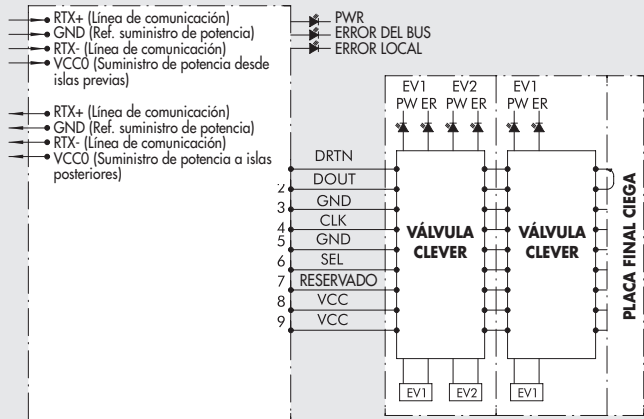 RTX+ (Línea de comunicación)
GND (Ref. suministro de potencia)
RTX- (Línea de comunicación)
VCC0 (Suministro de potencia desde
islas previas)
RTX+ (Línea de comunicación)
GND (Ref. suministro de potencia)
RTX- (Línea de comunicación)
VCC0 (Suministro de potencia a islas
posteriores)
PWR
ERROR DEL BUS
ERROR LOCAL
EV1 EV2 EV1
PW ER PW ER PW ER
DRTN
2 DOUT
3 GND
4 CLK
5 GND
6 SEL
7 RESERVADO
8 VCC
9 VCC
VÁLVULA
CLEVER
VÁLVULA
CLEVER
PLACA FINAL CIEGA
EV1 EV2 EV1